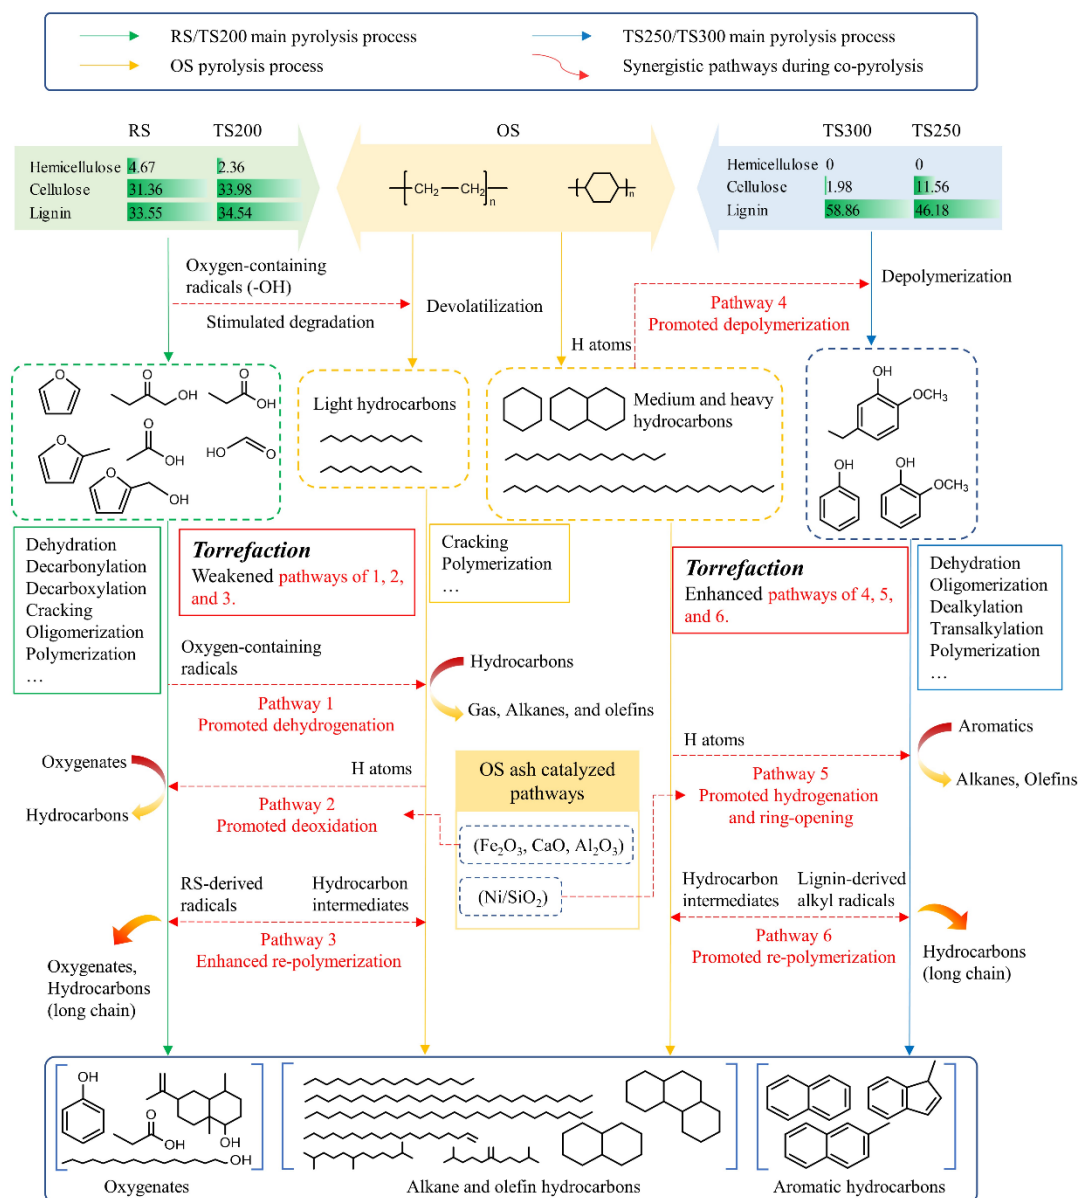 RS/TS200 main pyrolysis process
TS250/TS300 main pyrolysis process
OS pyrolysis process
Synergistic pathways during co-pyrolysis
RS TS200
OS
TS300 TS250
Hemicellulose 4.67 2.36
Cellulose 31.36 33.98
Lignin 33.55 34.54
CH₂—CH₂
n
n
Hemicellulose 0 0
Cellulose 1.98 11.56
Lignin 58.86 46.18
Oxygen-containing
radicals (-OH)
Stimulated degradation
Devolatilization
Pathway 4
Promoted depolymerization
Depolymerization
H atoms
O
O
OH
O
OH
O
O
OH
HO
O
O
OH
Light hydrocarbons
Medium and heavy
hydrocarbons
OH
OCH₃
OH
OH
OCH₃
Dehydration
Decarbonylation
Decarboxylation
Cracking
Oligomerization
Polymerization
…
Torrefaction
Weakened pathways of 1, 2,
and 3.
Cracking
Polymerization
…
Torrefaction
Enhanced pathways of 4, 5,
and 6.
Dehydration
Oligomerization
Dealkylation
Transalkylation
Polymerization
…
Oxygen-containing
radicals
Pathway 1
Promoted dehydrogenation
Hydrocarbons
Gas, Alkanes, and olefins
Oxygenates
Hydrocarbons
H atoms
Pathway 2
Promoted deoxidation
OS ash catalyzed
pathways
(Fe₂O₃, CaO, Al₂O₃)
(Ni/SiO₂)
H atoms
Pathway 5
Promoted hydrogenation
and ring-opening
Aromatics
Alkanes, Olefins
RS-derived
radicals
Hydrocarbon
intermediates
Pathway 3
Enhanced re-polymerization
Oxygenates,
Hydrocarbons
(long chain)
Hydrocarbon
intermediates
Lignin-derived
alkyl radicals
Pathway 6
Promoted re-polymerization
Hydrocarbons
(long chain)
OH
O
OH
OH
OH
Oxygenates
Alkane and olefin hydrocarbons
Aromatic hydrocarbons